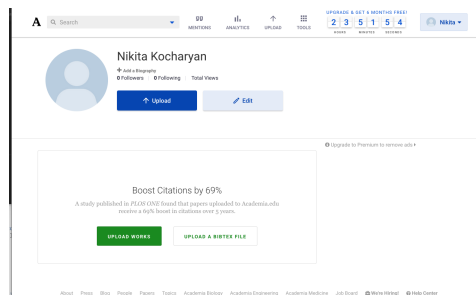 UPGRADE & GET 6 MONTHS FREE!
A Search MENTIONS ANALYTICS UPLOAD TOOLS 2 3 5 1 5 4 Nikita
HOURS MINUTES SECONDS
Nikita Kocharyan
Add a Biography
0 Followers 0 Following Total Views
Upload Edit
Upgrade to Premium to remove ads
Boost Citations by 69%
A study published in PLOS ONE found that papers uploaded to Academia.edu
receive a 69% boost in citations over 5 years.
UPLOAD WORKS UPLOAD A BIBTEX FILE
About Press Blog People Papers Topics Academia Biology Academia Engineering Academia Medicine Job Board We're Hiring! Help Center